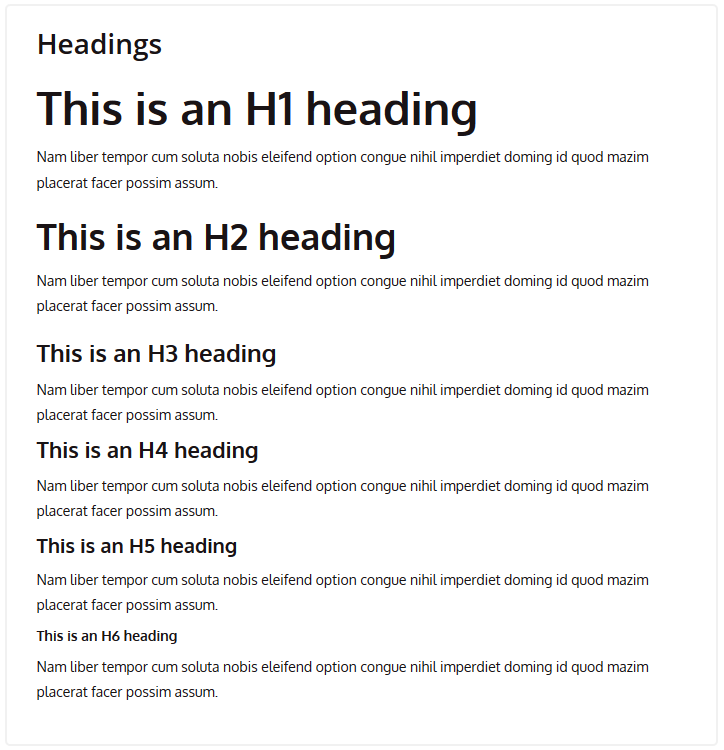 Headings
This is an H1 heading
Nam liber tempor cum soluta nobis eleifend option congue nihil imperdiet doming id quod mazim
placerat facer possim assum.
This is an H2 heading
Nam liber tempor cum soluta nobis eleifend option congue nihil imperdiet doming id quod mazim
placerat facer possim assum.
This is an H3 heading
Nam liber tempor cum soluta nobis eleifend option congue nihil imperdiet doming id quod mazim
placerat facer possim assum.
This is an H4 heading
Nam liber tempor cum soluta nobis eleifend option congue nihil imperdiet doming id quod mazim
placerat facer possim assum.
This is an H5 heading
Nam liber tempor cum soluta nobis eleifend option congue nihil imperdiet doming id quod mazim
placerat facer possim assum.
This is an H6 heading
Nam liber tempor cum soluta nobis eleifend option congue nihil imperdiet doming id quod mazim
placerat facer possim assum.